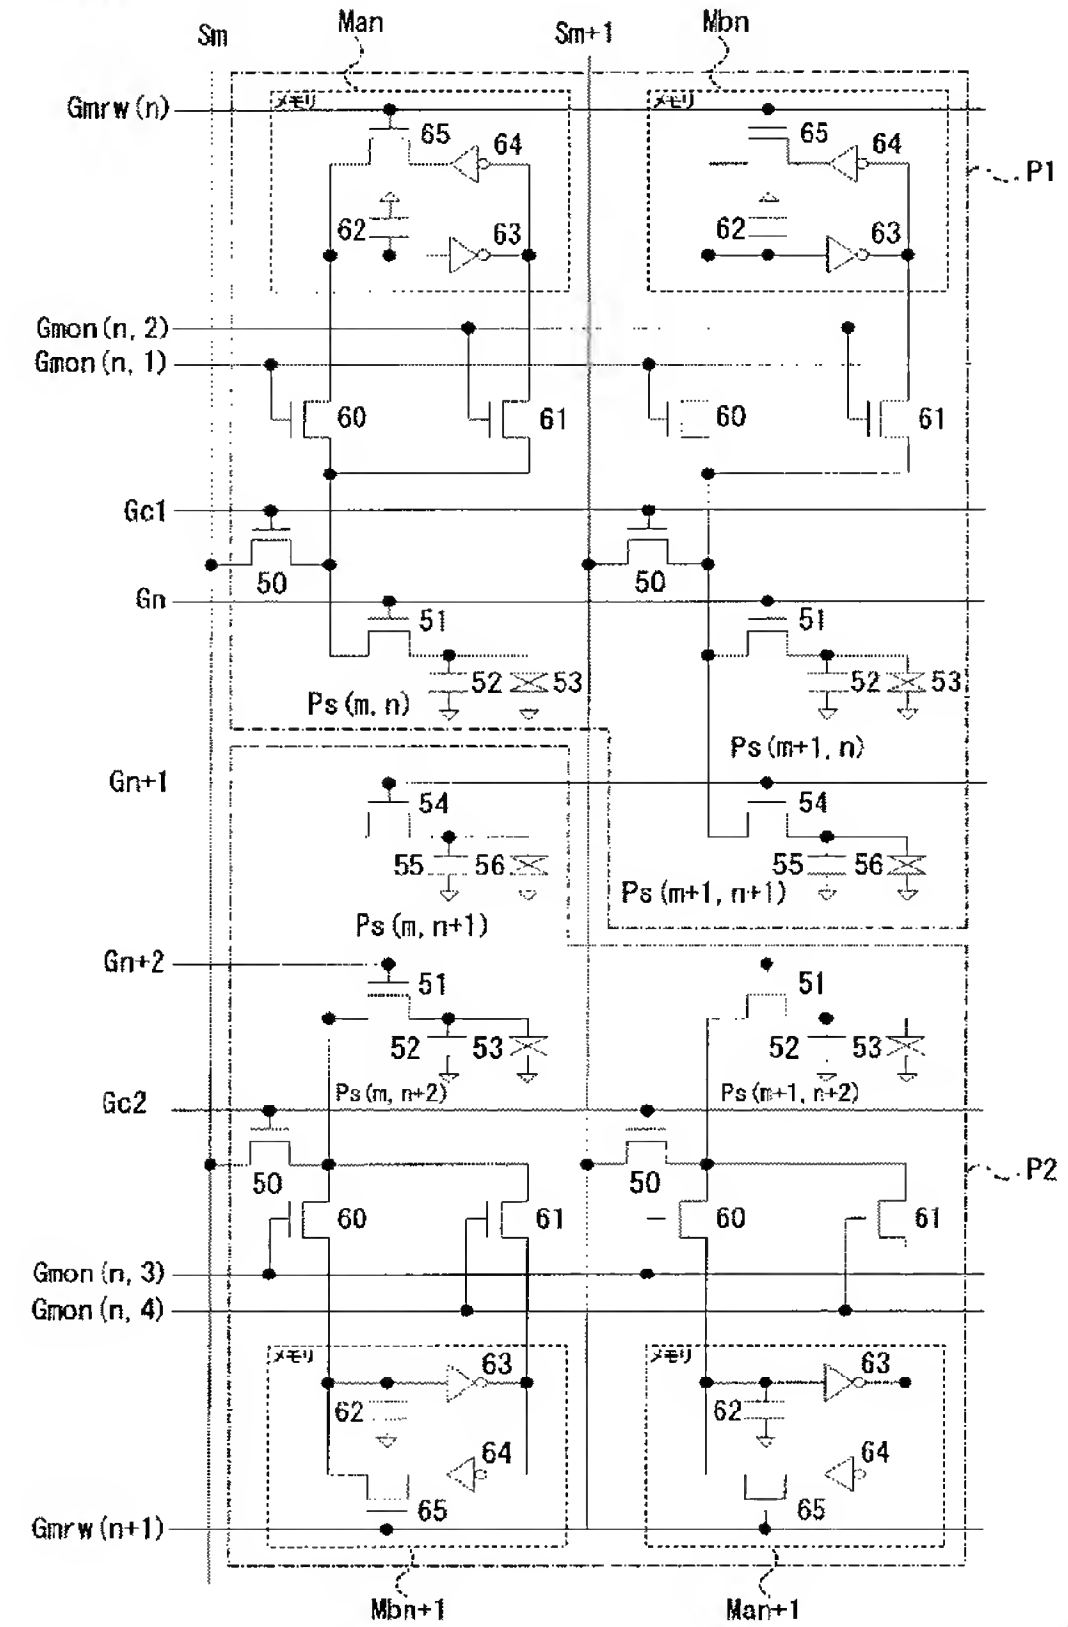 Man
Mbn
Sm
Sm+1
Gmrw(n)
メモリ
メモリ
65
64
65
64
P1
62
63
62
63
Gmon(n, 2)
Gmon(n, 1)
60
61
60
61
Gc1
50
50
Gn
51
51
52
53
52
53
Ps(m, n)
Ps(m+1, n)
Gn+1
54
54
55
56
55
56
Ps(m+1, n+1)
Ps(m, n+1)
Gn+2
51
51
52
53
52
53
Ps(m, n+2)
Ps(m+1, n+2)
Gc2
50
50
P2
60
61
60
61
Gmon(n, 3)
Gmon(n, 4)
メモリ
メモリ
63
63
62
62
64
64
65
65
Gmrw(n+1)
Mbn+1
Man+1